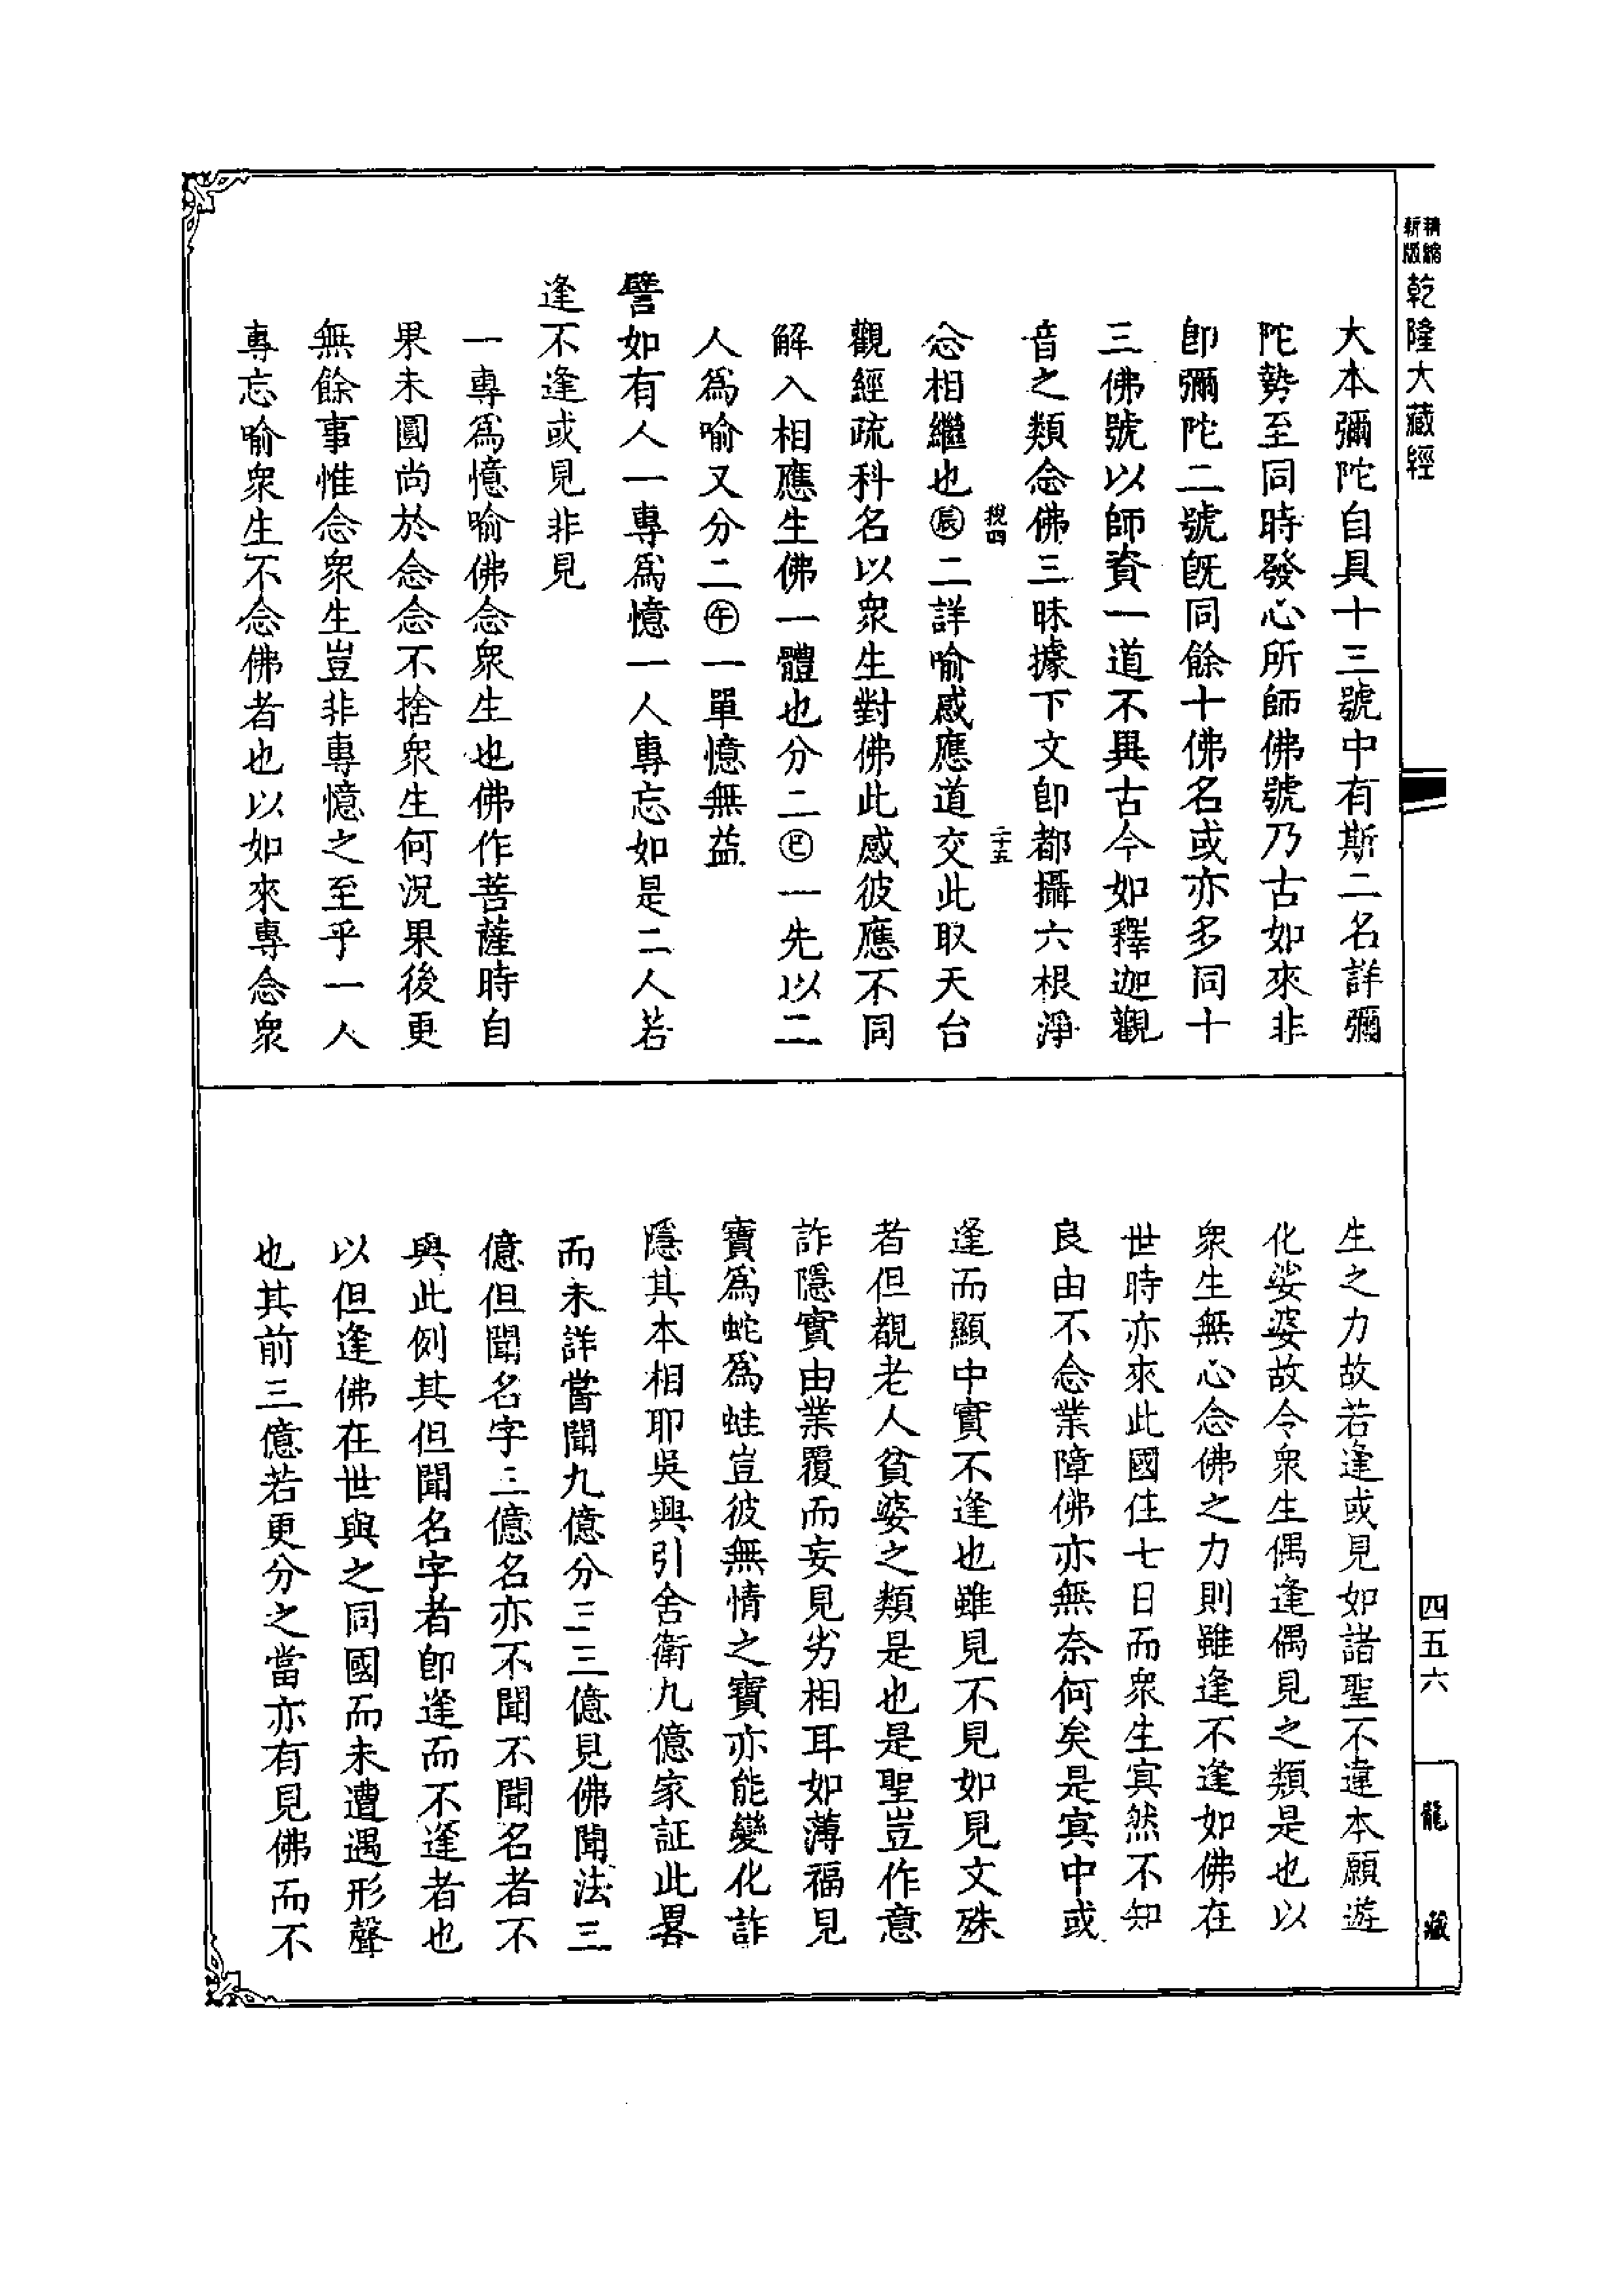 精縮新版乾隆大藏經
大本彌陀自具十三號中有斯二名詳彌
陀勢至同時發心所師佛號乃古如來非
卽彌陀二號旣同餘十佛名或亦多同十
三佛號以師資一道不異古今如釋迦觀
音之類念佛三昧據下文卽都攝六根淨
二十五
念相繼也㊁二詳喻感應道交此取天台
觀經疏科名以衆生對佛此感彼應不同
解入相應生佛一體也分二㊁一先以二
人爲喻又分二㊁一單憶無益
譬如有人一專爲憶一人專忘如是二人若
逢不逢或見非見
一專爲憶喻佛念衆生也佛作菩薩時自
果未圓尚於念念不捨衆生何況果後更
無餘事惟念衆生豈非專憶之至乎一人
專忘喻衆生不念佛者也以如來專念衆
生之力故若逢或見如諸聖不違本願遊
化娑婆故令衆生偶逢偶見之類是也以
衆生無心念佛之力則雖逢不逢如佛在
世時亦來此國住七日而衆生寘然不知
良由不念業障佛亦無奈何矣是寘中或
逢而顯中實不逢也雖見不見如見文殊
者但覩老人貧婆之類是也是聖豈作意
詐隱實由業覆而妄見劣相耳如薄福見
寶爲蛇爲蛙豈彼無情之寶亦能變化詐
隱其本相耶吳興引舍衛九億家証此畧
而未詳嘗聞九億分三三億見佛聞法三
億但聞名字三億名亦不聞不聞名者不
與此例其但聞名字者卽逢而不逢者也
以但逢佛在世與之同國而未遭遇形聲
也其前三億若更分之當亦有見佛而不
四五六
龍藏